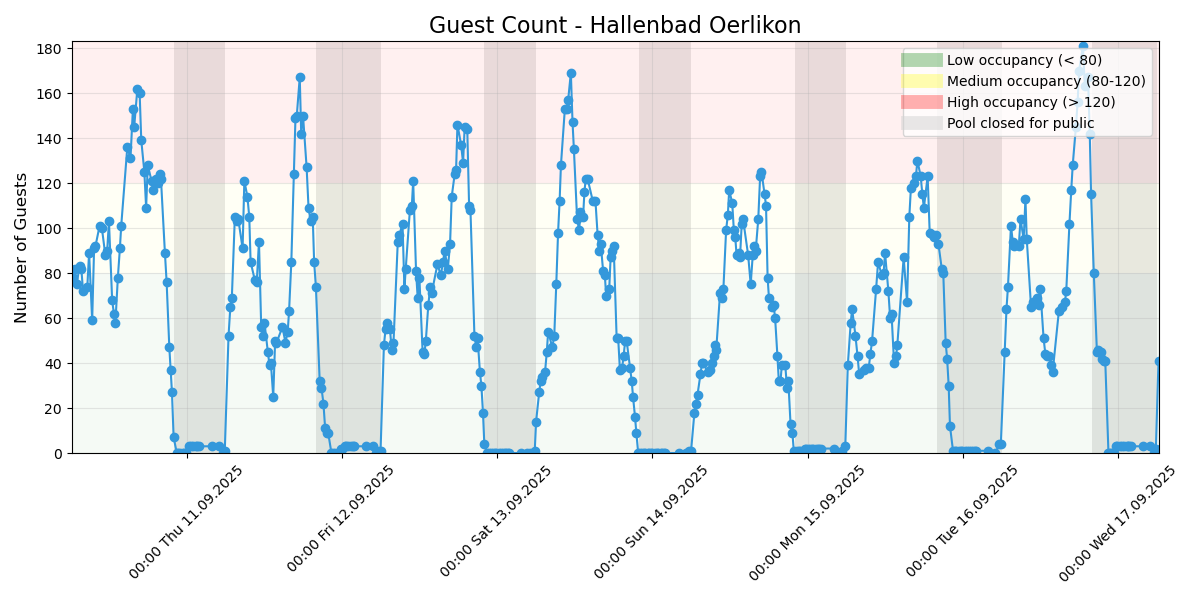 Guest Count - Hallenbad Oerlikon
Number of Guests
180
160
140
120
100
80
60
40
20
0
Low occupancy (< 80)
Medium occupancy (80-120)
High occupancy (> 120)
Pool closed for public
00:00 Thu 11.09.2025
00:00 Fri 12.09.2025
00:00 Sat 13.09.2025
00:00 Sun 14.09.2025
00:00 Mon 15.09.2025
00:00 Tue 16.09.2025
00:00 Wed 17.09.2025